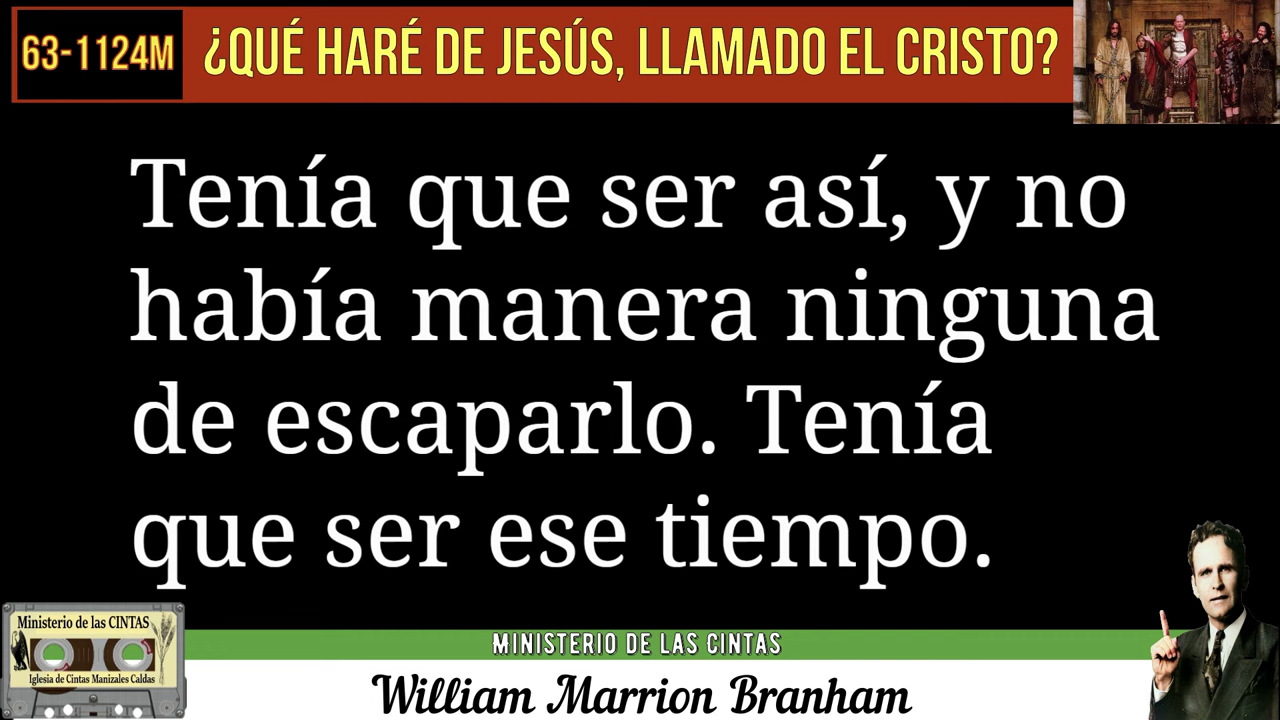 63-1124M
¿QUÉ HARÉ DE JESÚS, LLAMADO EL CRISTO?
Tenía que ser así, y no
había manera ninguna
de escaparlo. Tenía
que ser ese tiempo.
Ministerio de las CINTAS
Iglesia de Cintas Manizales Caldas
MINISTERIO DE LAS CINTAS
William Marrion Branham